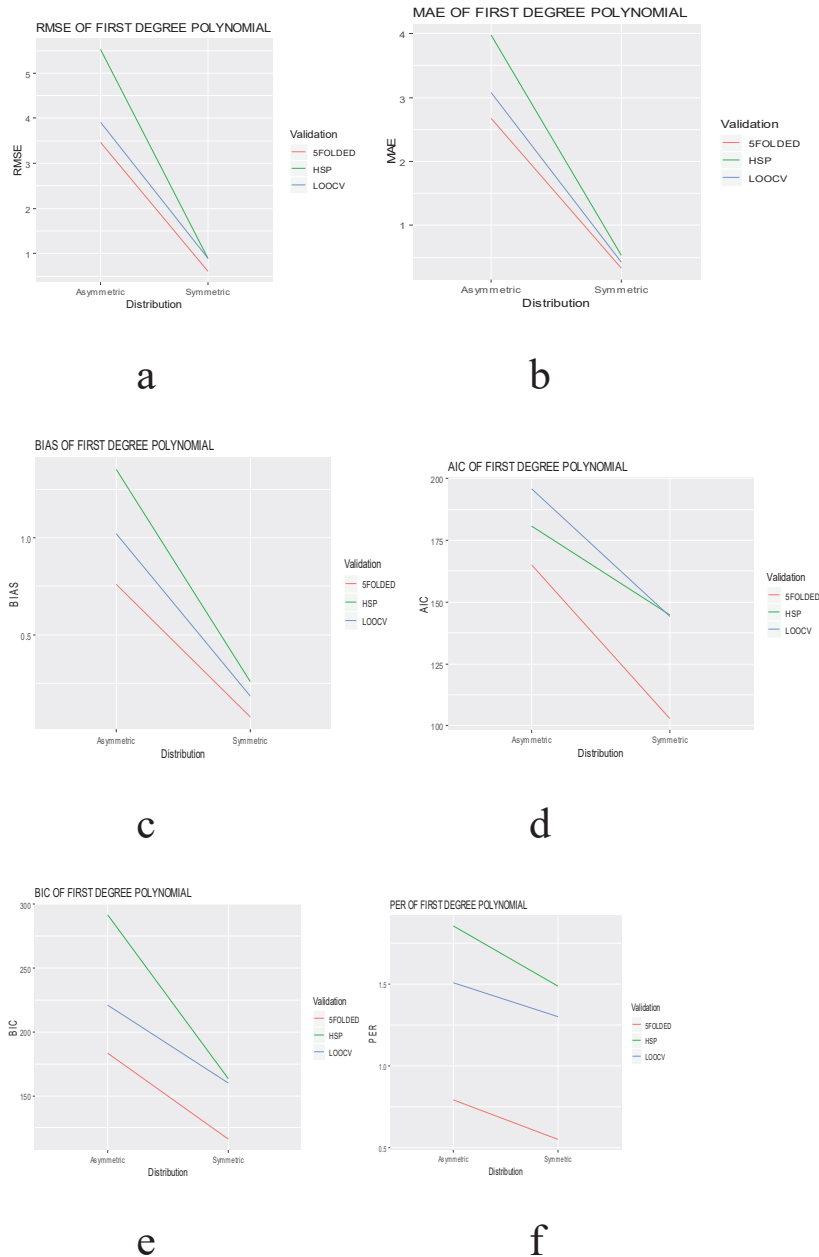 RMSE OF FIRST DEGREE POLYNOMIAL
5
4
3
2
1
RMSE
Asymmetric
Symmetric
Distribution
Validation
5FOLDED
HSP
LOOCV
a
MAE OF FIRST DEGREE POLYNOMIAL
4
3
2
1
MAE
Asymmetric
Symmetric
Distribution
Validation
5FOLDED
HSP
LOOCV
b
BIAS OF FIRST DEGREE POLYNOMIAL
1.0
0.5
BIAS
Asymmetric
Symmetric
Distribution
Validation
5FOLDED
HSP
LOOCV
c
AIC OF FIRST DEGREE POLYNOMIAL
200
175
150
125
100
AIC
Asymmetric
Symmetric
Distribution
Validation
5FOLDED
HSP
LOOCV
d
BIC OF FIRST DEGREE POLYNOMIAL
300
250
200
150
BIC
Asymmetric
Symmetric
Distribution
Validation
5FOLDED
HSP
LOOCV
e
PER OF FIRST DEGREE POLYNOMIAL
1.5
1.0
0.5
PER
Asymmetric
Symmetric
Distribution
Validation
5FOLDED
HSP
LOOCV
f